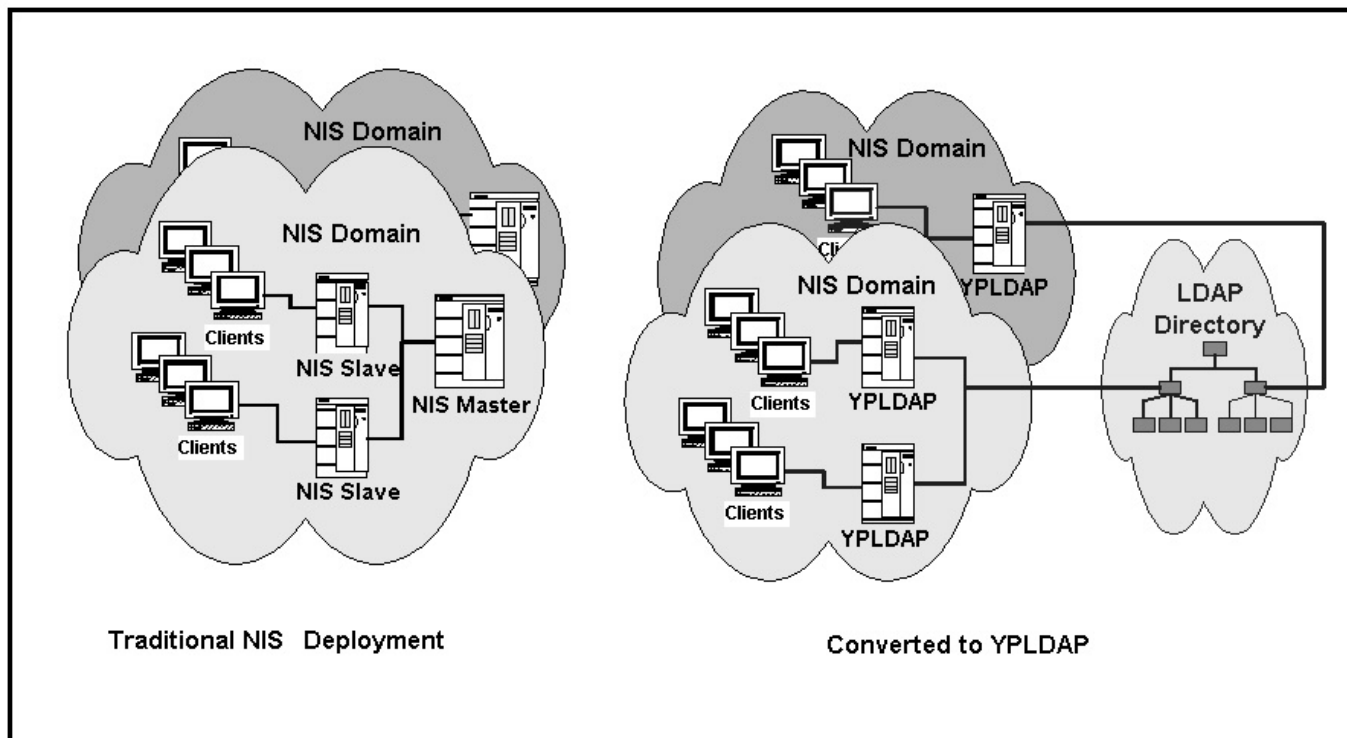 NIS Domain
NIS Domain
Clients
NIS Slave
NIS Master
Clients
NIS Slave
Traditional NIS Deployment
NIS Domain
Cli
YPLDAP
NIS Domain
Clients
YPLDAP
Clients
YPLDAP
LDAP
Directory
Converted to YPLDAP